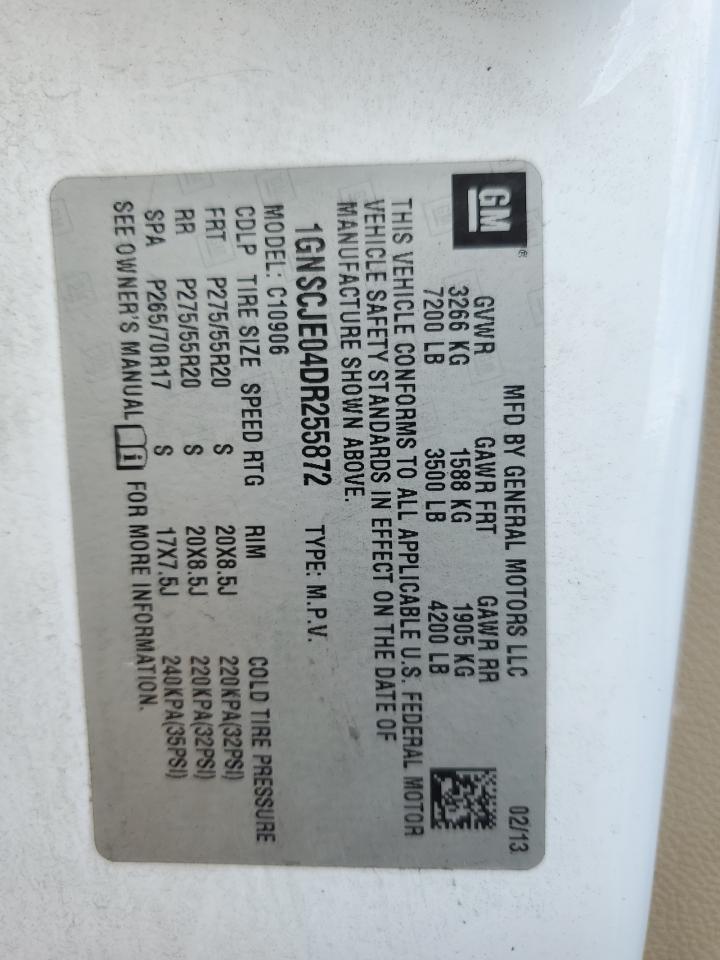 GM®
MFD BY GENERAL MOTORS LLC 02/13
GVWR GAWR FRT GAWR RR
3266 KG 1588 KG 1905 KG
7200 LB 3500 LB 4200 LB
THIS VEHICLE CONFORMS TO ALL APPLICABLE U.S. FEDERAL MOTOR
VEHICLE SAFETY STANDARDS IN EFFECT ON THE DATE OF
MANUFACTURE SHOWN ABOVE.
1GNSCJE04DR255872 TYPE: M.P.V.
MODEL: C10906
CDLP TIRE SIZE SPEED RTG RIM COLD TIRE PRESSURE
FRT P275/55R20 S 20X8.5J 220KPA(32PSI)
RR P275/55R20 S 20X8.5J 220KPA(32PSI)
SPA P265/70R17 S 17X7.5J 240KPA(35PSI)
SEE OWNER'S MANUAL FOR MORE INFORMATION.